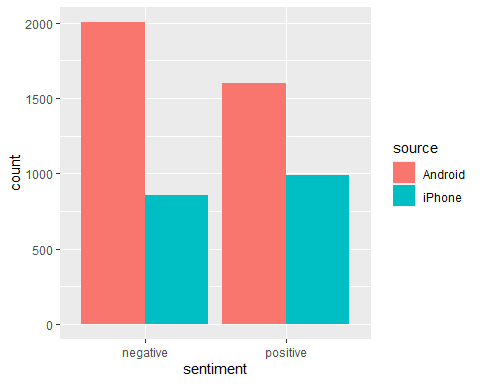 2000
1500
1000
500
0
count
negative
positive
sentiment
source
Android
iPhone